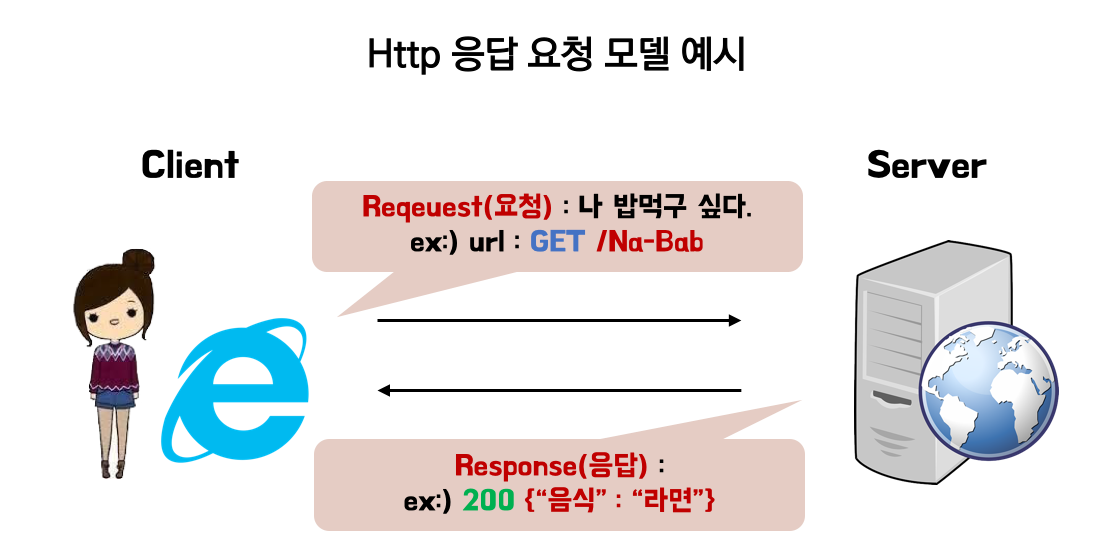 Http 응답 요청 모델 예시
Client
Server
Reqeuest(요청) : 나 밥먹구 싶다.
ex:) url : GET /Na-Bab
Response(응답) :
ex:) 200 {“음식” : “라면”}